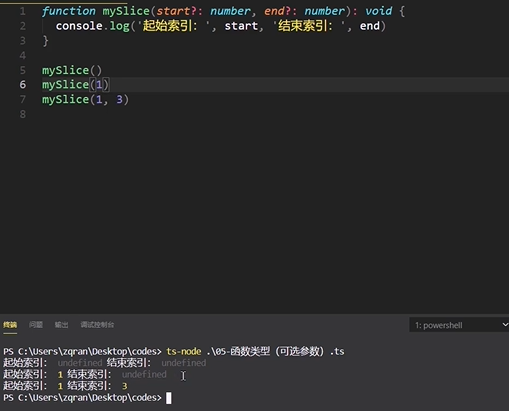 1 function mySlice(start?: number, end?: number): void {
2   console.log('起始索引：', start, '结束索引：', end)
3 }
4
5 mySlice()
6 mySlice(1)
7 mySlice(1, 3)
8
终端 问题 输出 调试控制台 1: powershell
PS C:\Users\zqran\Desktop\codes> ts-node .\05-函数类型（可选参数）.ts
起始索引： undefined 结束索引： undefined
起始索引： 1 结束索引： undefined
起始索引： 1 结束索引： 3
PS C:\Users\zqran\Desktop\codes>